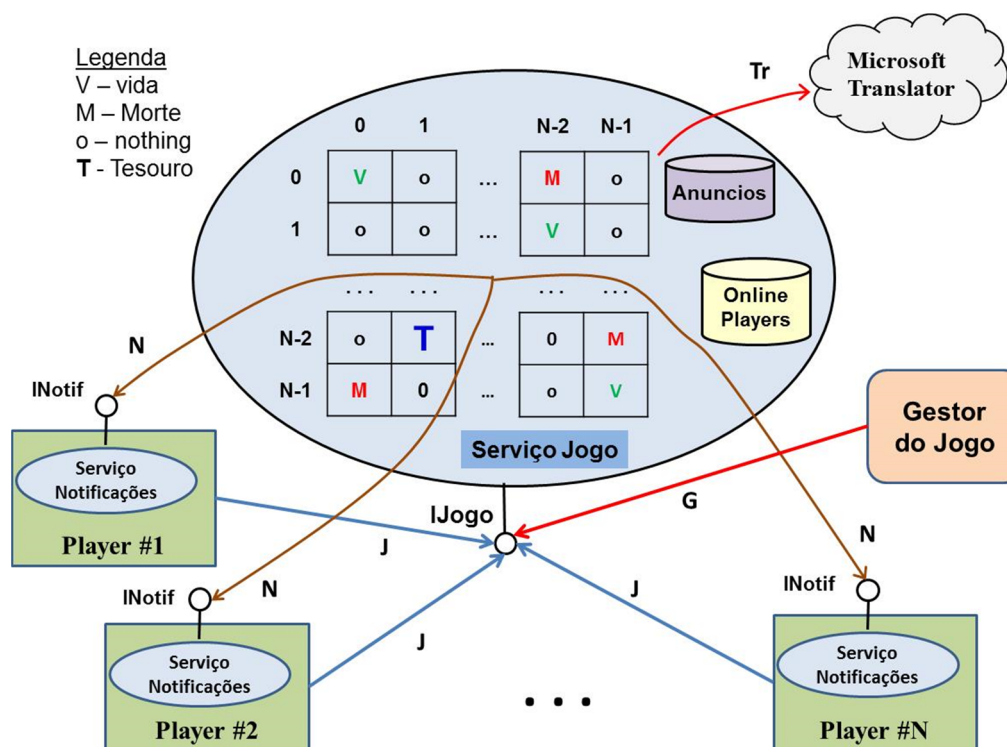 Legenda
V – vida
M – Morte
o – nothing
T - Tesouro
Tr
Microsoft
Translator
0 1 N-2 N-1
0 V o ... M o
1 o o ... V o
Anuncios
... ... ... ...
Online
Players
N-2 o T ... 0 M
N-1 M 0 ... o V
N
INotif
Serviço
Notificações
Player #1
Serviço Jogo
Gestor
do Jogo
IJogo
G
J
N
INotif
Serviço
Notificações
Player #2
N
J
J
INotif
Serviço
Notificações
Player #N
. . .